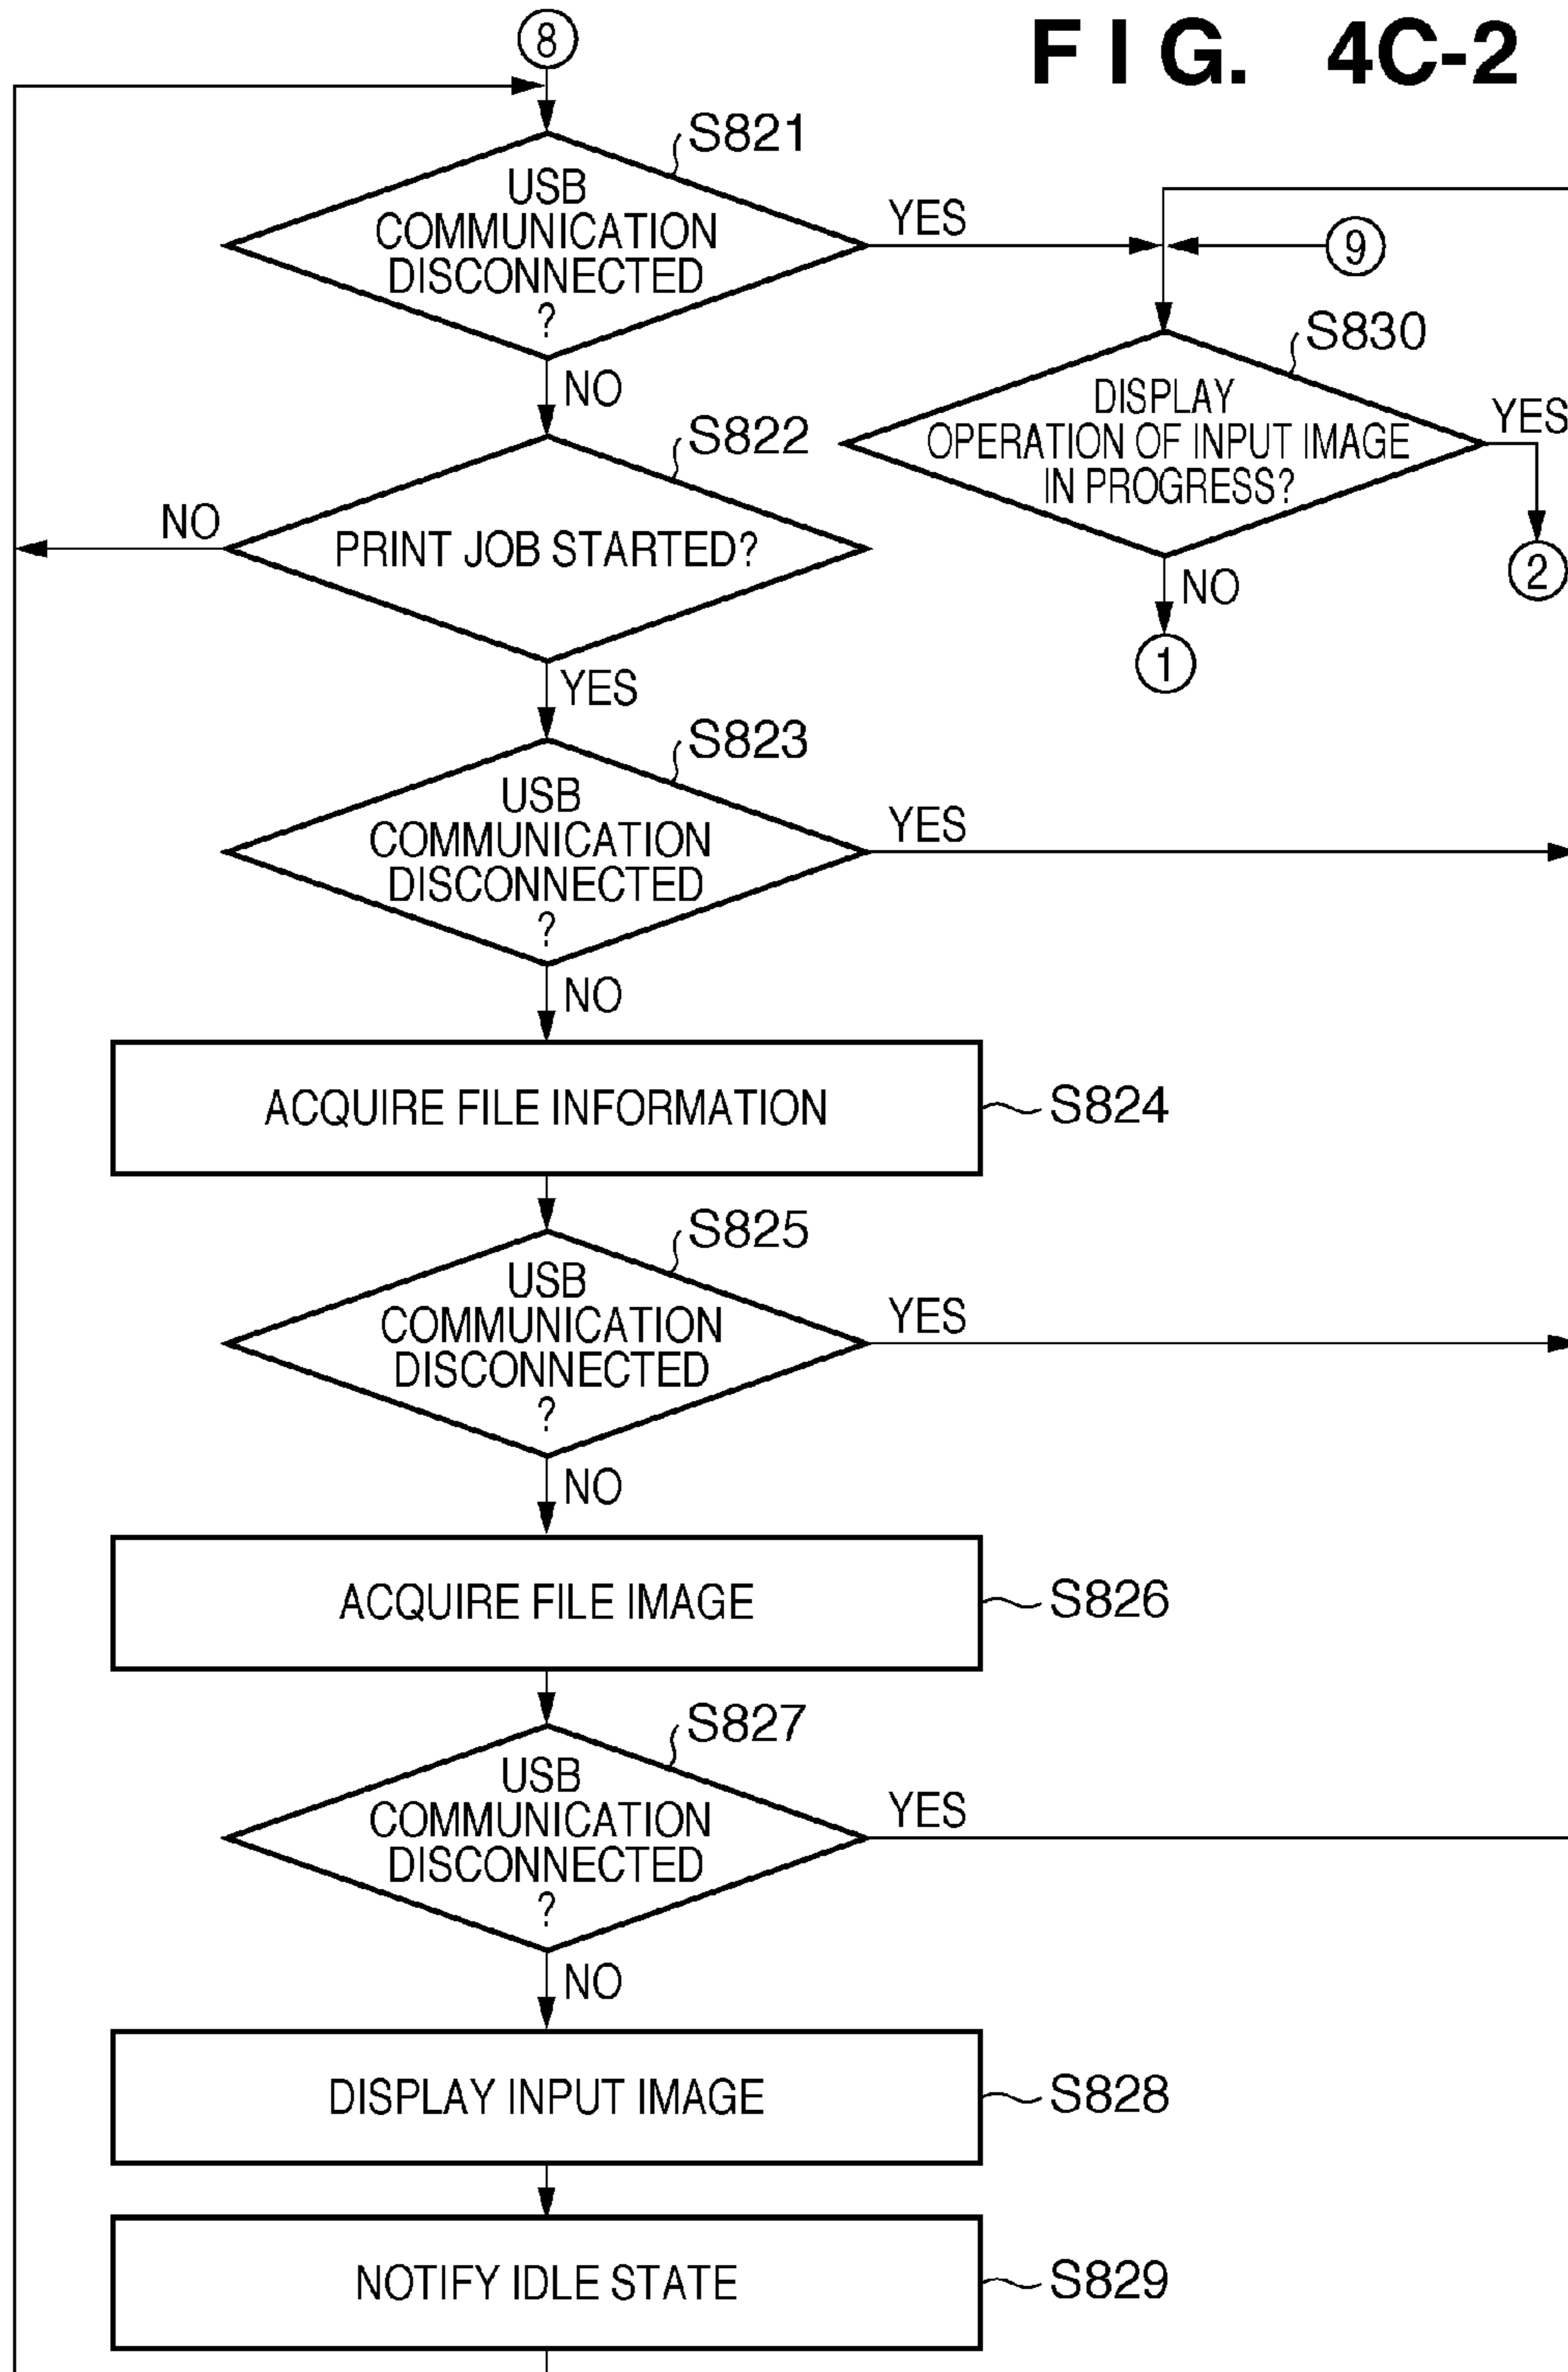 FIG. 4C-2
8
S821
USB
COMMUNICATION
DISCONNECTED
?
YES
NO
9
S830
DISPLAY
OPERATION OF INPUT IMAGE
IN PROGRESS?
YES
2
NO
1
S822
PRINT JOB STARTED?
NO
YES
S823
USB
COMMUNICATION
DISCONNECTED
?
YES
NO
ACQUIRE FILE INFORMATION
S824
S825
USB
COMMUNICATION
DISCONNECTED
?
YES
NO
ACQUIRE FILE IMAGE
S826
S827
USB
COMMUNICATION
DISCONNECTED
?
YES
NO
DISPLAY INPUT IMAGE
S828
NOTIFY IDLE STATE
S829